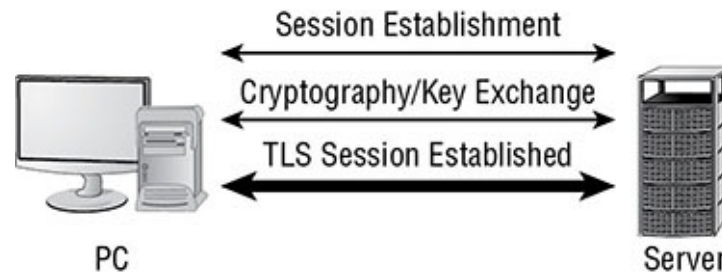 Session Establishment
Cryptography/Key Exchange
TLS Session Established
PC
Server